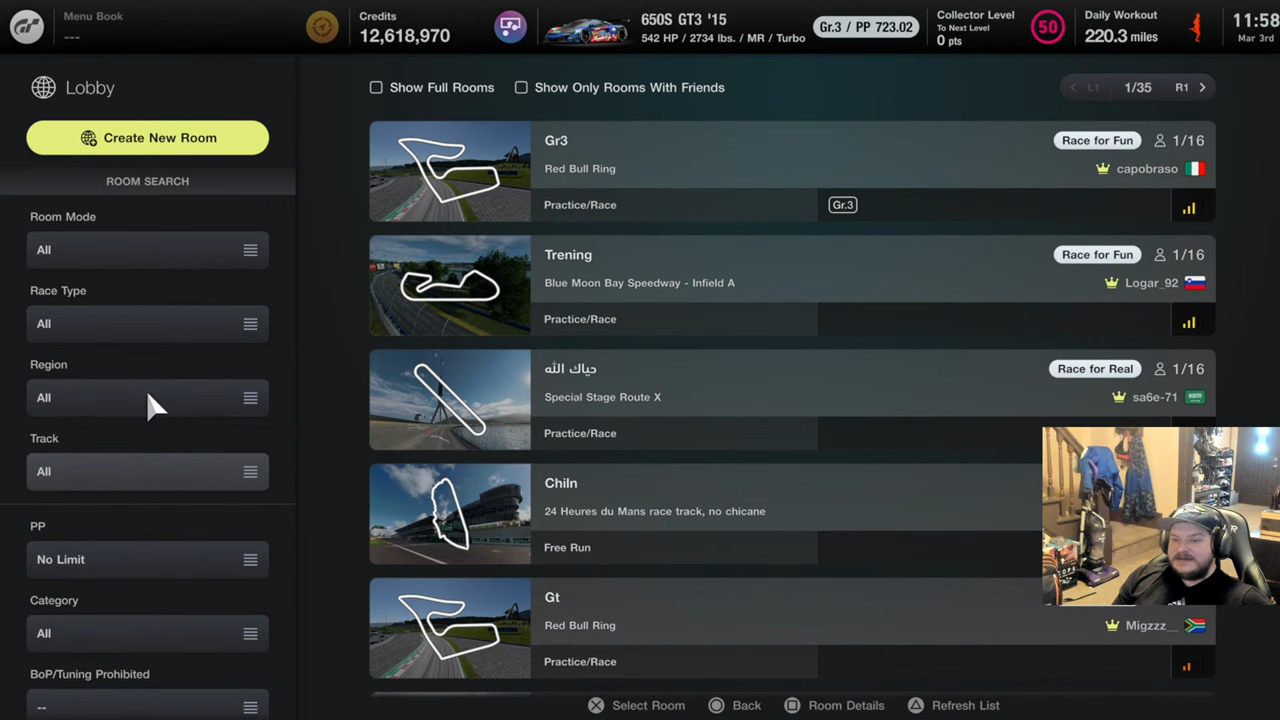 Menu Book
---
Credits
12,618,970
650S GT3 '15
542 HP / 2734 lbs. / MR / Turbo
Gr.3 / PP 723.02
Collector Level
To Next Level
0 pts
50
Daily Workout
220.3 miles
11:58
Mar 3rd
Lobby
Create New Room
ROOM SEARCH
Room Mode
All
Race Type
All
Region
All
Track
All
PP
No Limit
Category
All
BoP/Tuning Prohibited
--
Show Full Rooms
Show Only Rooms With Friends
L1
1/35
R1
Gr3
Race for Fun
1/16
Red Bull Ring
capobraso
Practice/Race
Gr.3
Trening
Race for Fun
1/16
Blue Moon Bay Speedway - Infield A
Logar_92
Practice/Race
حياك الله
Race for Real
1/16
Special Stage Route X
sa6e-71
Practice/Race
Chiln
24 Heures du Mans race track, no chicane
Free Run
Gt
Red Bull Ring
Migzzz__
Practice/Race
Select Room
Back
Room Details
Refresh List